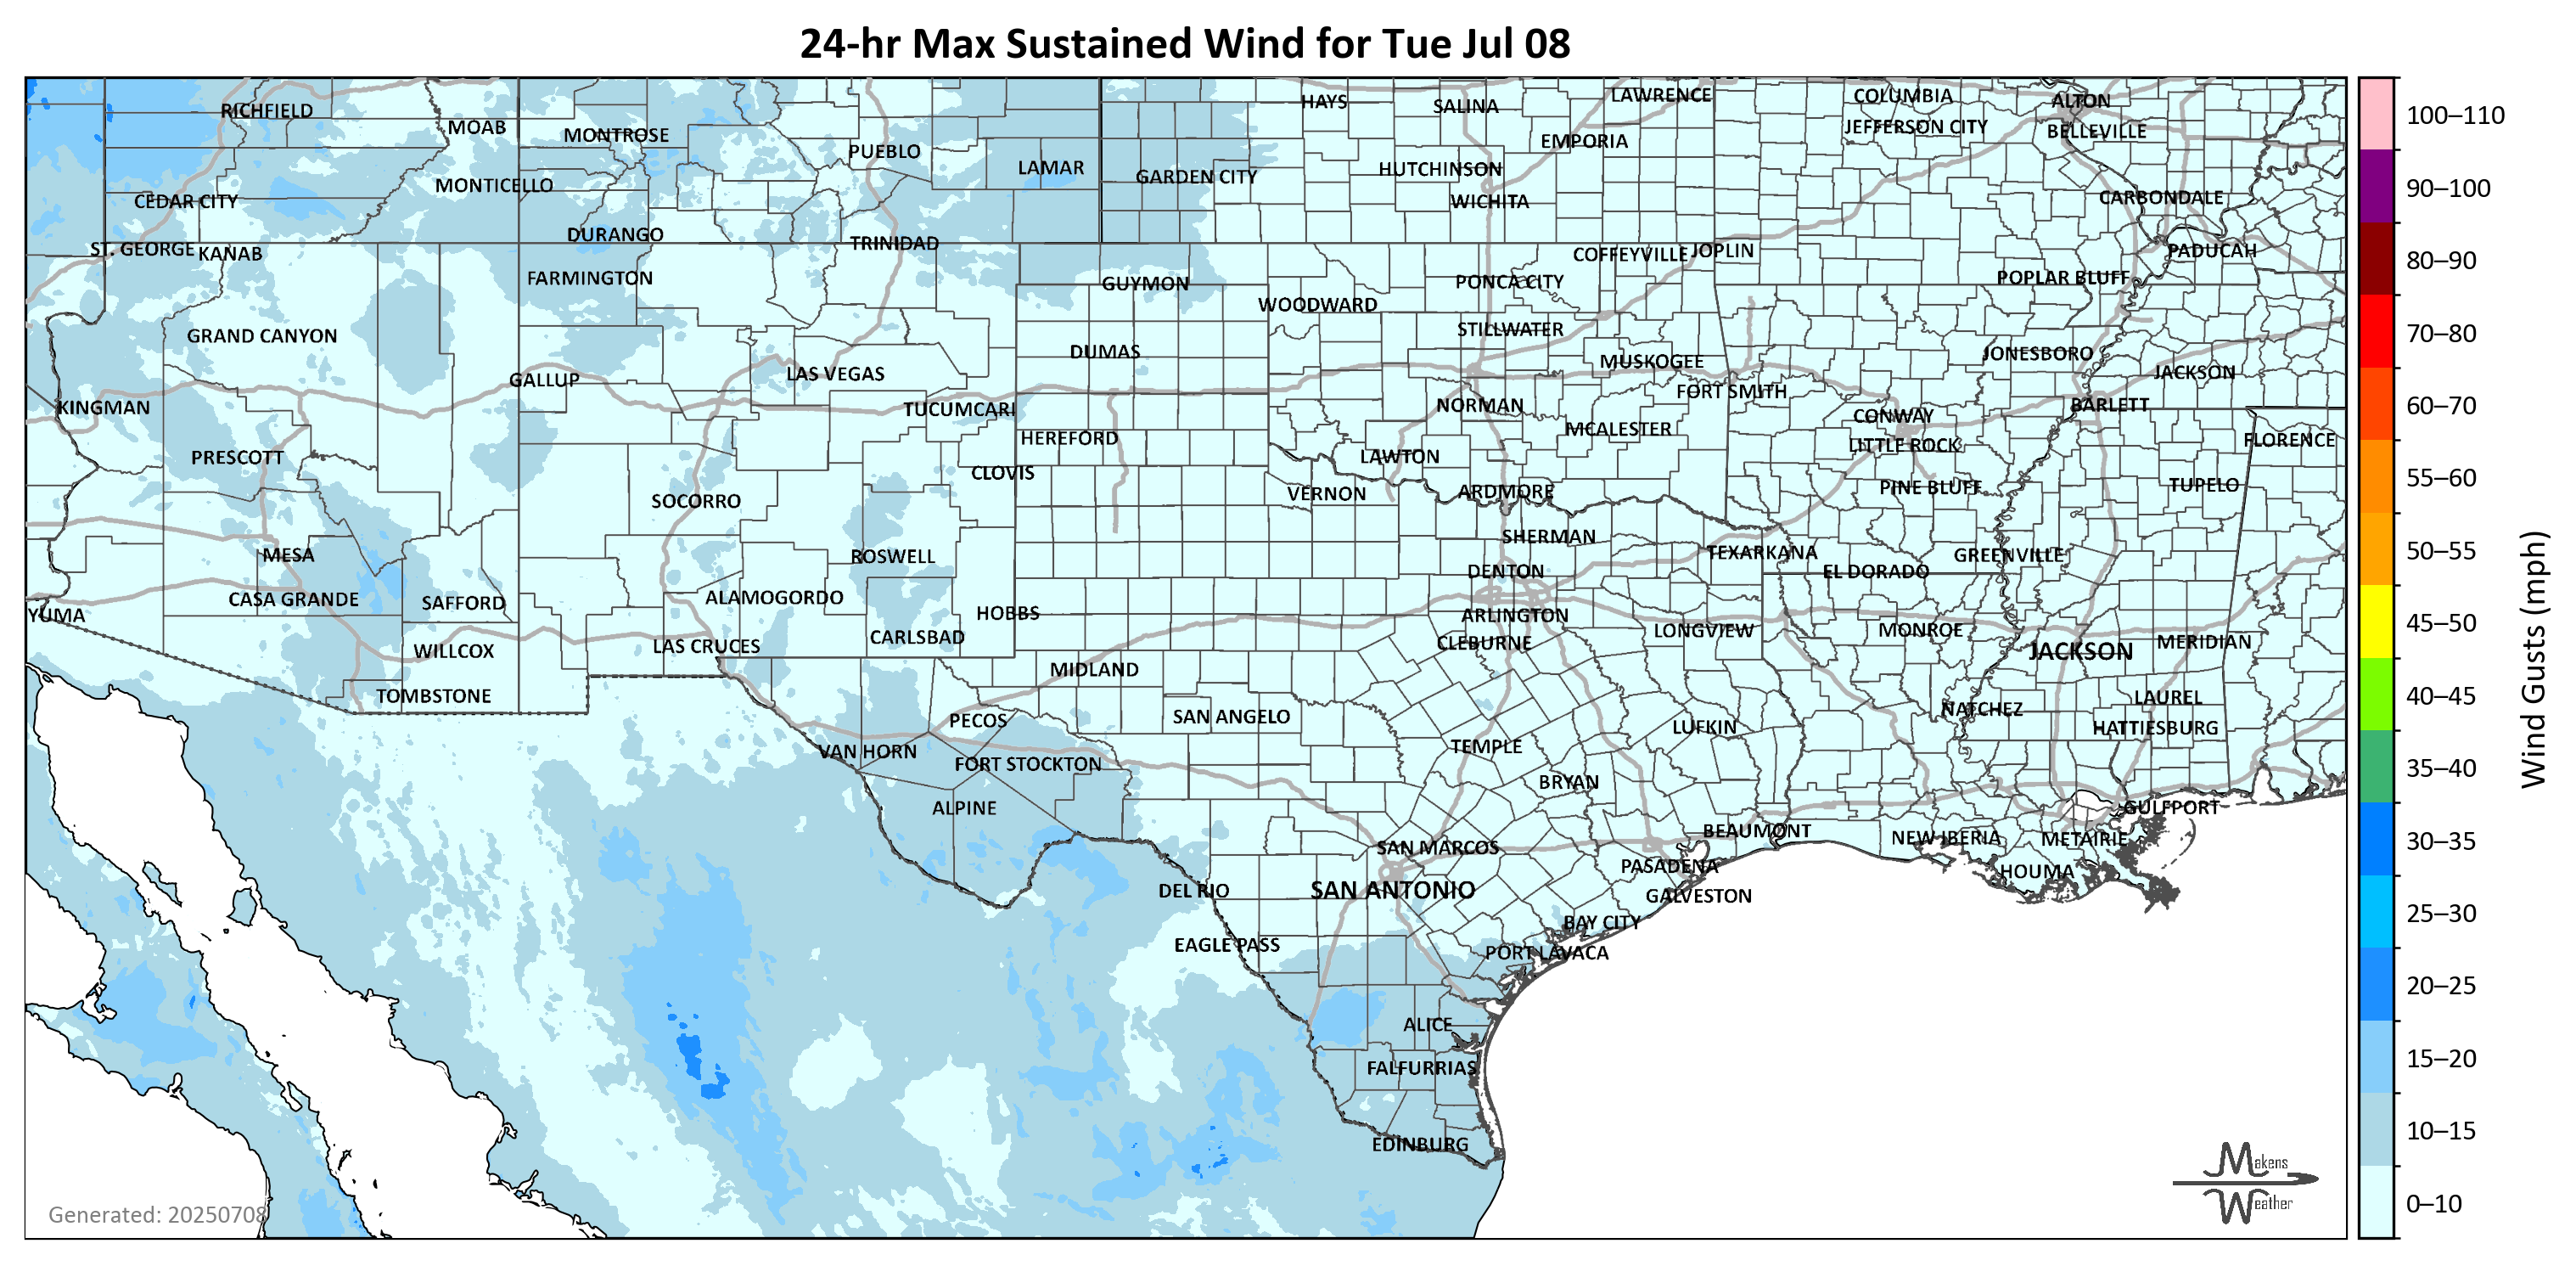 24-hr Max Sustained Wind for Tue Jul 08
RICHFIELD
MOAB
MONTROSE
PUEBLO
LAMAR
GARDEN CITY
HAYS
SALINA
LAWRENCE
EMPORIA
HUTCHINSON
WICHITA
COLUMBIA
JEFFERSON CITY
ALTON
BELLEVILLE
CARBONDALE
MONTICELLO
CEDAR CITY
DURANGO
TRINIDAD
ST. GEORGE
KANAB
FARMINGTON
GUYMON
WOODWARD
PONCA CITY
COFFEYVILLE
JOPLIN
POPLAR BLUFF
PADUCAH
GRAND CANYON
STILLWATER
DUMAS
MUSKOGEE
JONESBORO
JACKSON
GALLUP
LAS VEGAS
FORT SMITH
KINGMAN
TUCUMCARI
NORMAN
CONWAY
BARLETT
HEREFORD
MCALESTER
LITTLE ROCK
FLORENCE
PRESCOTT
CLOVIS
LAWTON
SOCORRO
VERNON
ARDMORE
PINE BLUFF
TUPELO
SHERMAN
MESA
ROSWELL
TEXARKANA
GREENVILLE
DENTON
EL DORADO
CASA GRANDE
SAFFORD
ALAMOGORDO
YUMA
HOBBS
ARLINGTON
CARLSBAD
CLEBURNE
LONGVIEW
MONROE
WILLCOX
LAS CRUCES
JACKSON
MERIDIAN
MIDLAND
TOMBSTONE
LAUREL
PECOS
SAN ANGELO
NATCHEZ
LUFKIN
HATTIESBURG
VAN HORN
TEMPLE
FORT STOCKTON
BRYAN
ALPINE
GULFPORT
BEAUMONT
NEW IBERIA
METAIRIE
SAN MARCOS
PASADENA
HOUMA
DEL RIO
SAN ANTONIO
GALVESTON
BAY CITY
EAGLE PASS
PORT LAVACA
ALICE
FALFURRIAS
EDINBURG
Generated: 20250708
Makens
Weather
100–110
90–100
80–90
70–80
60–70
55–60
50–55
45–50
40–45
35–40
30–35
25–30
20–25
15–20
10–15
0–10
Wind Gusts (mph)